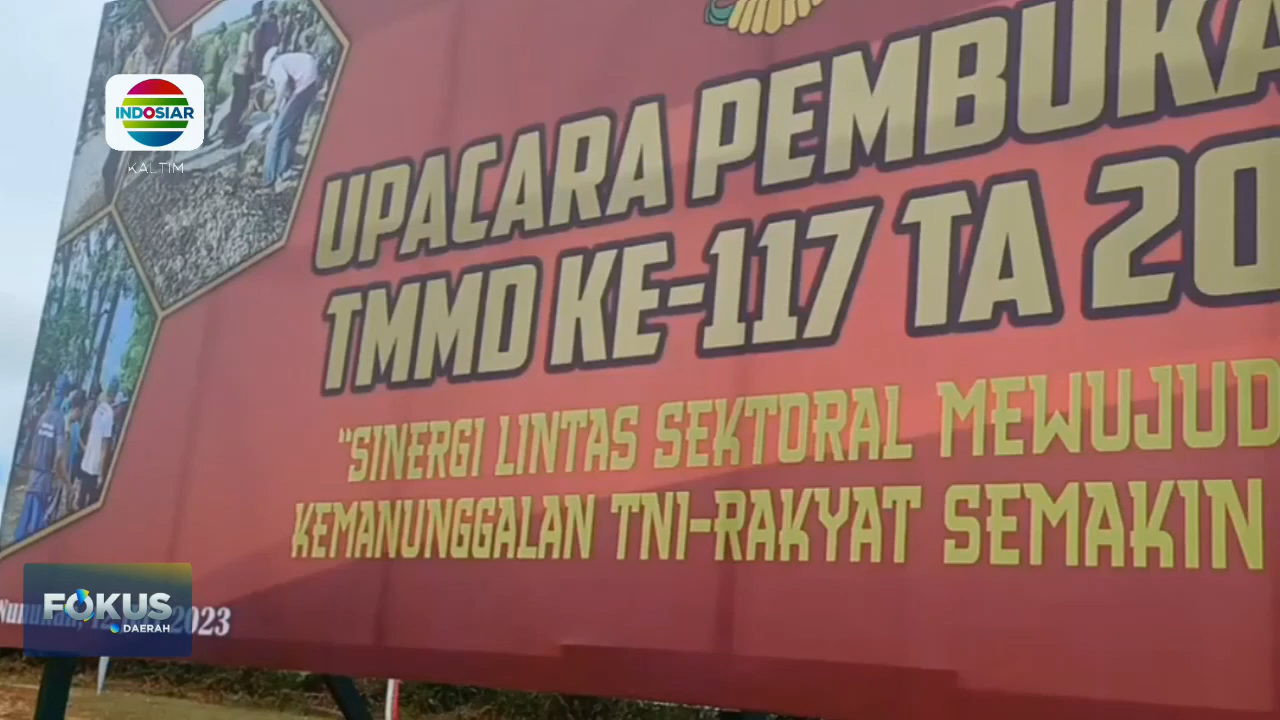 INDOSIAR
KALTIM
UPACARA PEMBUKA
TMMD KE-117 TA 20
"SINERGI LINTAS SEKTORAL MEWUJUD
KEMANUNGGALAN TNI-RAKYAT SEMAKIN
2023
FOKUS
DAERAH